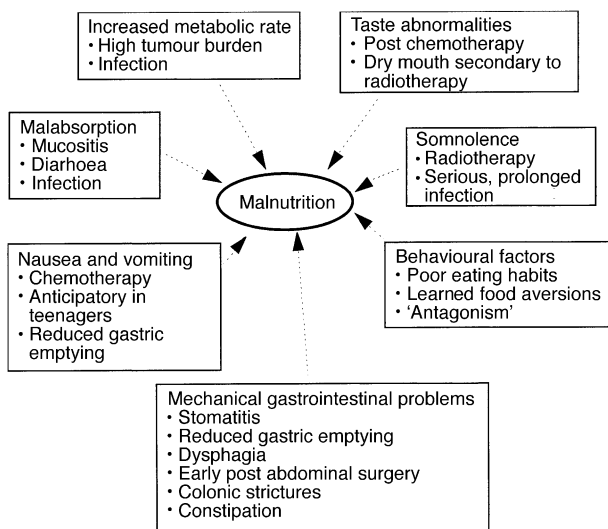 Increased metabolic rate
• High tumour burden
• Infection
Taste abnormalities
• Post chemotherapy
• Dry mouth secondary to
radiotherapy
Malabsorption
• Mucositis
• Diarhoea
• Infection
Somnolence
• Radiotherapy
• Serious, prolonged
infection
Malnutrition
Nausea and vomiting
• Chemotherapy
• Anticipatory in
teenagers
• Reduced gastric
emptying
Behavioural factors
• Poor eating habits
• Learned food aversions
• ‘Antagonism’
Mechanical gastrointestinal problems
• Stomatitis
• Reduced gastric emptying
• Dysphagia
• Early post abdominal surgery
• Colonic strictures
• Constipation